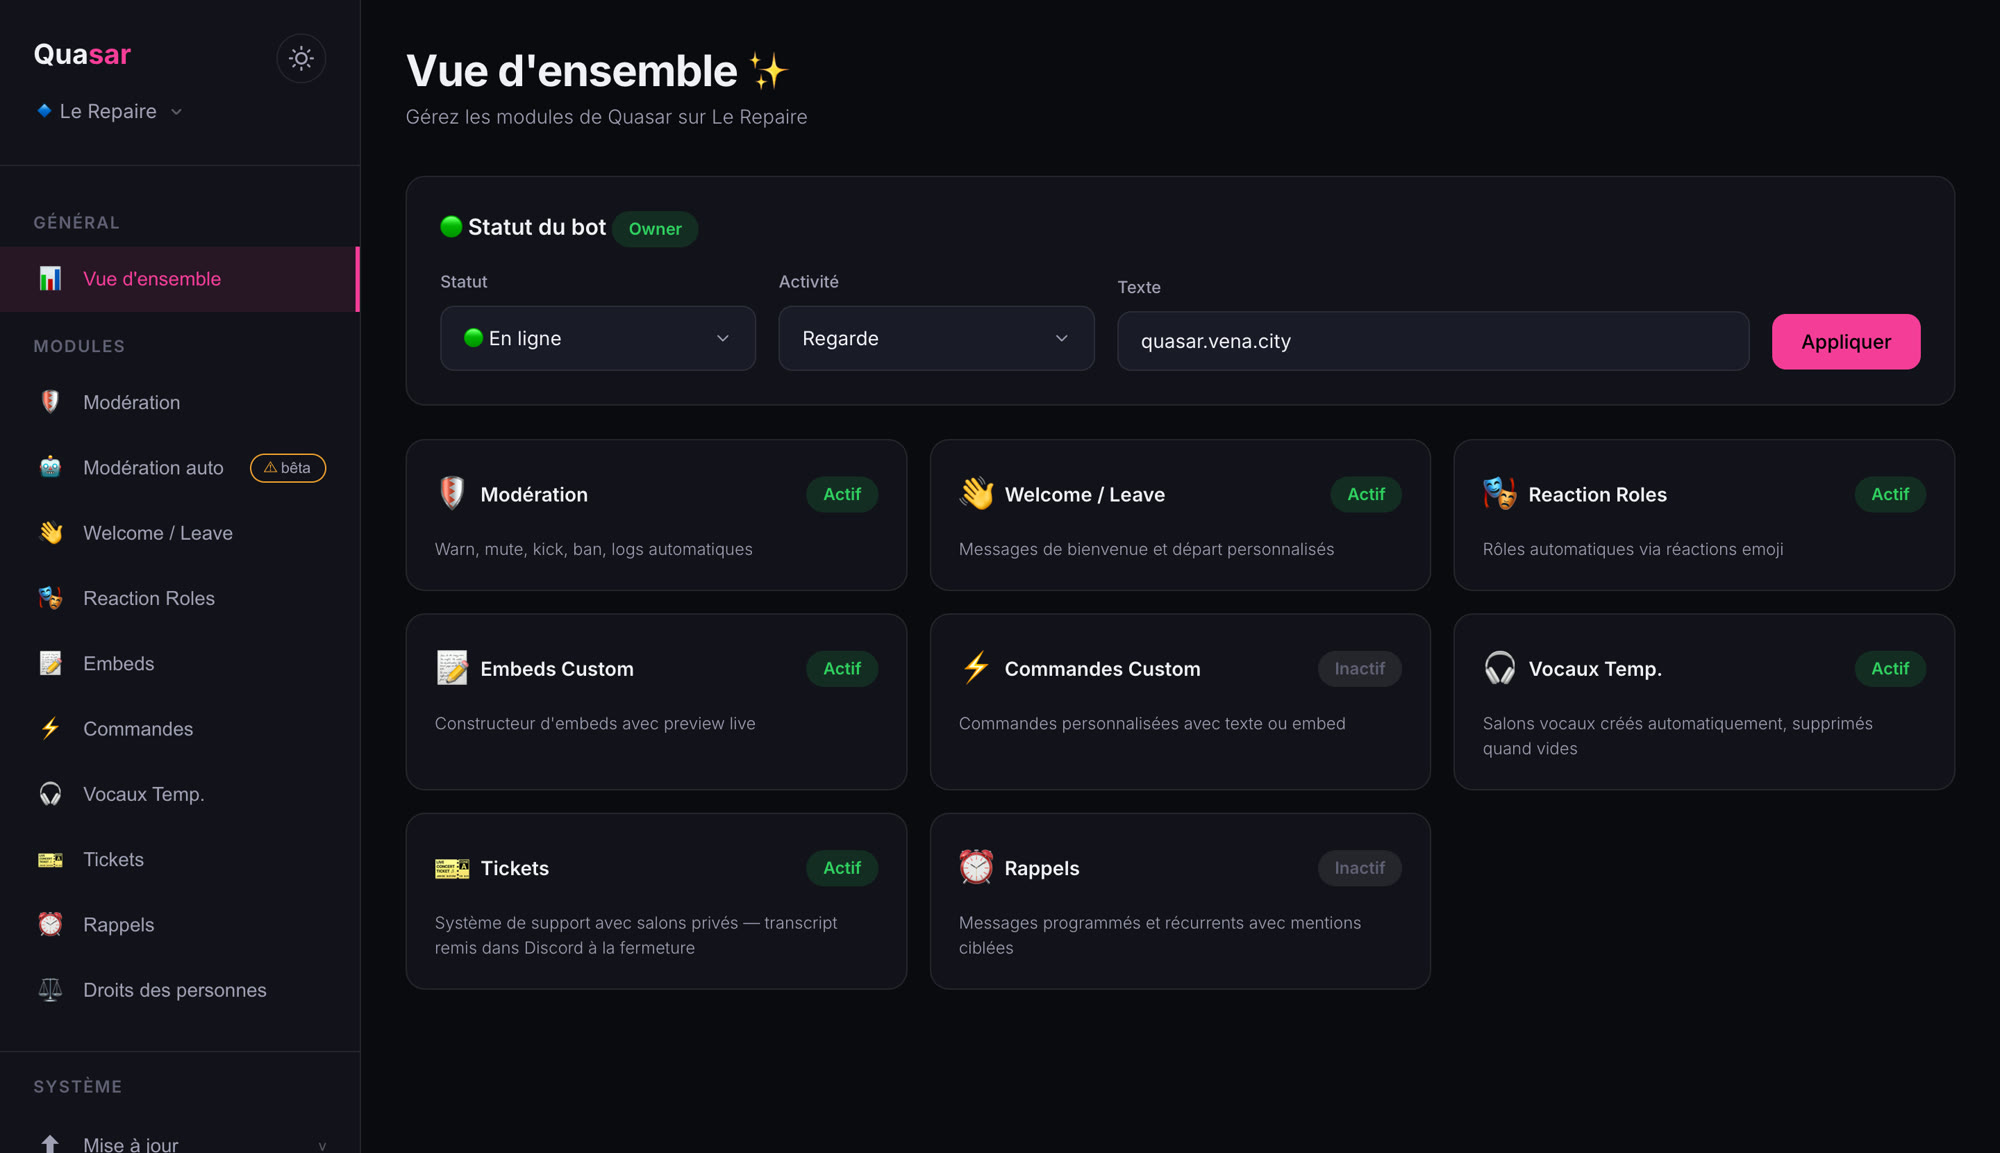 Quasar
Le Repaire
GÉNÉRAL
Vue d'ensemble
MODULES
Modération
Modération auto
⚠ bêta
Welcome / Leave
Reaction Roles
Embeds
Commandes
Vocaux Temp.
Tickets
Rappels
Droits des personnes
SYSTÈME
Mise à jour
v
Vue d'ensemble ✨
Gérez les modules de Quasar sur Le Repaire
Statut du bot
Owner
Statut
Activité
Texte
En ligne
Regarde
quasar.vena.city
Appliquer
Modération
Actif
Warn, mute, kick, ban, logs automatiques
Welcome / Leave
Actif
Messages de bienvenue et départ personnalisés
Reaction Roles
Actif
Rôles automatiques via réactions emoji
Embeds Custom
Actif
Constructeur d'embeds avec preview live
Commandes Custom
Inactif
Commandes personnalisées avec texte ou embed
Vocaux Temp.
Actif
Salons vocaux créés automatiquement, supprimés
quand vides
Tickets
Actif
Système de support avec salons privés — transcript
remis dans Discord à la fermeture
Rappels
Inactif
Messages programmés et récurrents avec mentions
ciblées